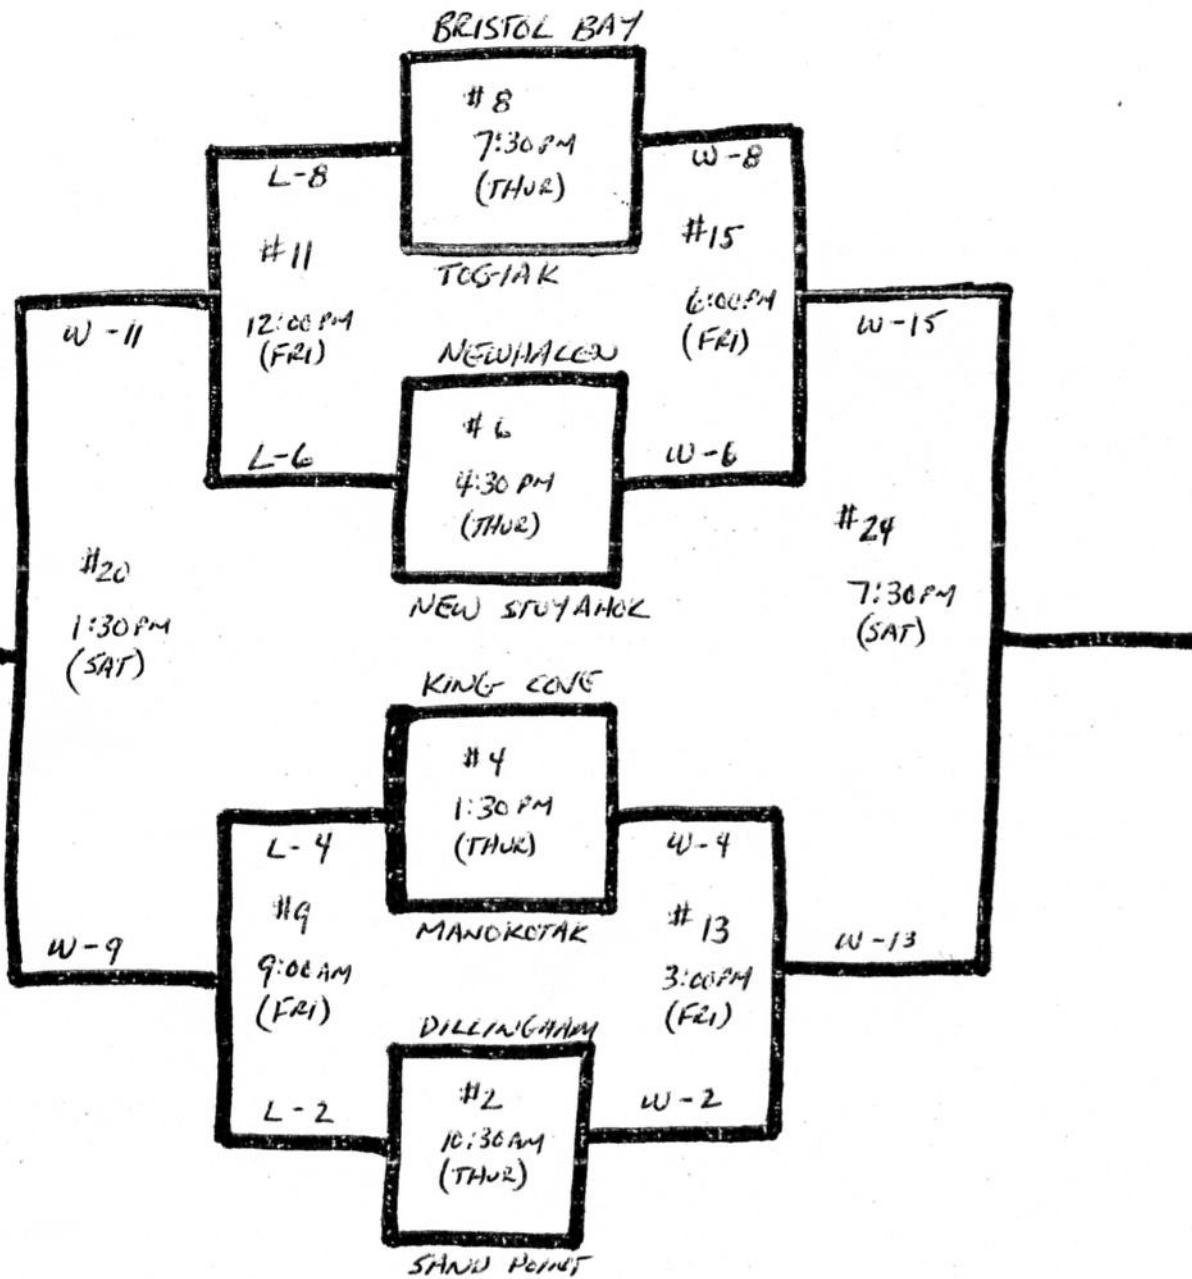 BRISTOL BAY
#8
7:30PM
(THUR)
TOGIAK
L-8
#11
12:00PM
(FRI)
L-6
W-8
#15
6:00PM
(FRI)
W-6
NEWHALEN
#6
4:30 PM
(THUR)
NEW STUYAHOK
W-11
#20
1:30PM
(SAT)
W-9
W-15
#24
7:30PM
(SAT)
W-13
KING COVE
#4
1:30PM
(THUR)
MANOKOTAK
L-4
#9
9:00AM
(FRI)
L-2
W-4
#13
3:00PM
(FRI)
W-2
DILLINGHAM
#2
10:30AM
(THUR)
SAND POINT